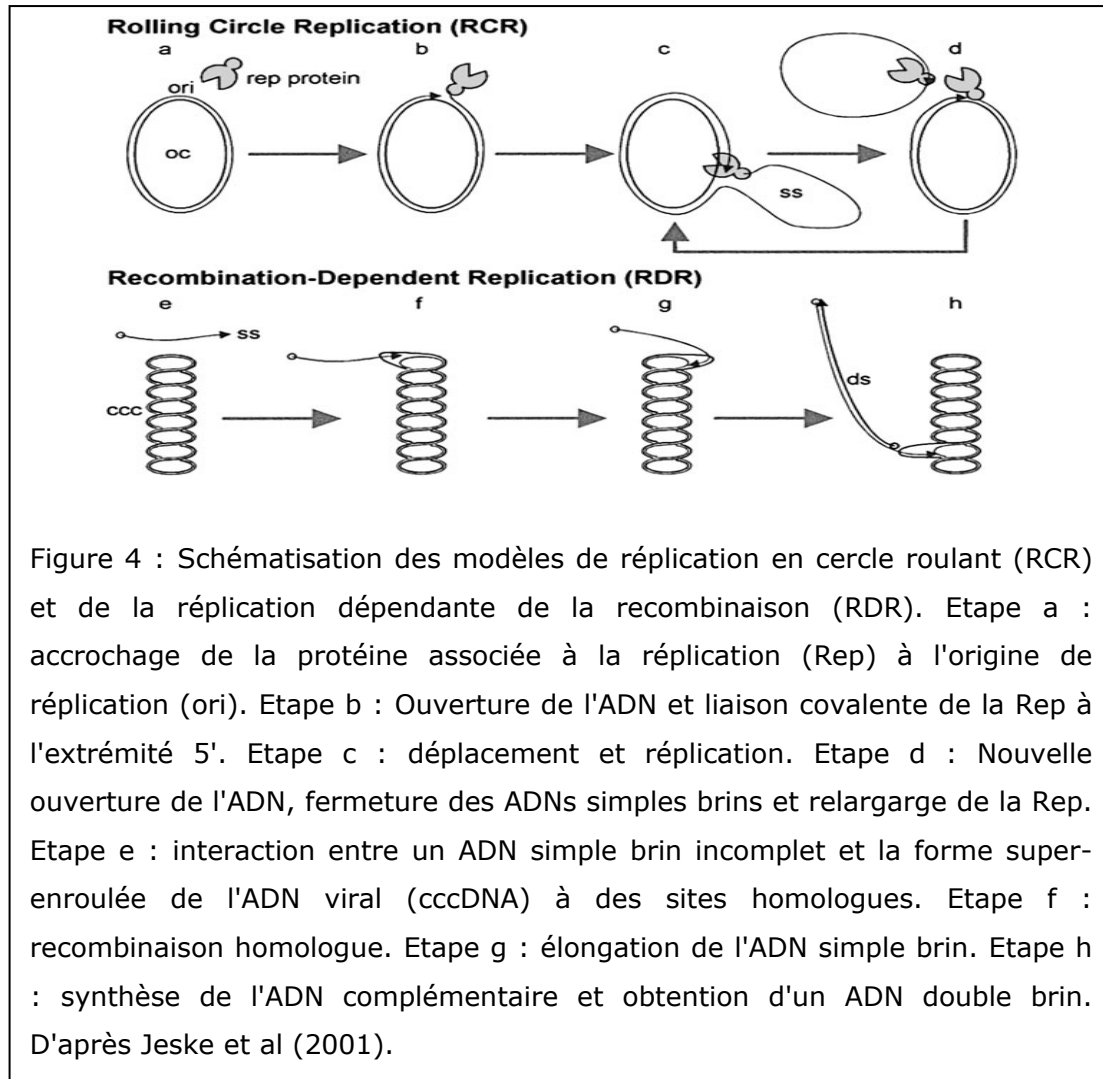 Rolling Circle Replication (RCR)
a b c d
ori rep protein
oc
ss
Recombination-Dependent Replication (RDR)
e f g h
ss
ccc
ds
Figure 4 : Schématisation des modèles de réplication en cercle roulant (RCR)
et de la réplication dépendante de la recombinaison (RDR). Etape a :
accrochage de la protéine associée à la réplication (Rep) à l'origine de
réplication (ori). Etape b : Ouverture de l'ADN et liaison covalente de la Rep à
l'extrémité 5'. Etape c : déplacement et réplication. Etape d : Nouvelle
ouverture de l'ADN, fermeture des ADNs simples brins et relargarge de la Rep.
Etape e : interaction entre un ADN simple brin incomplet et la forme super-
enroulée de l'ADN viral (cccDNA) à des sites homologues. Etape f :
recombinaison homologue. Etape g : élongation de l'ADN simple brin. Etape h
: synthèse de l'ADN complémentaire et obtention d'un ADN double brin.
D'après Jeske et al (2001).